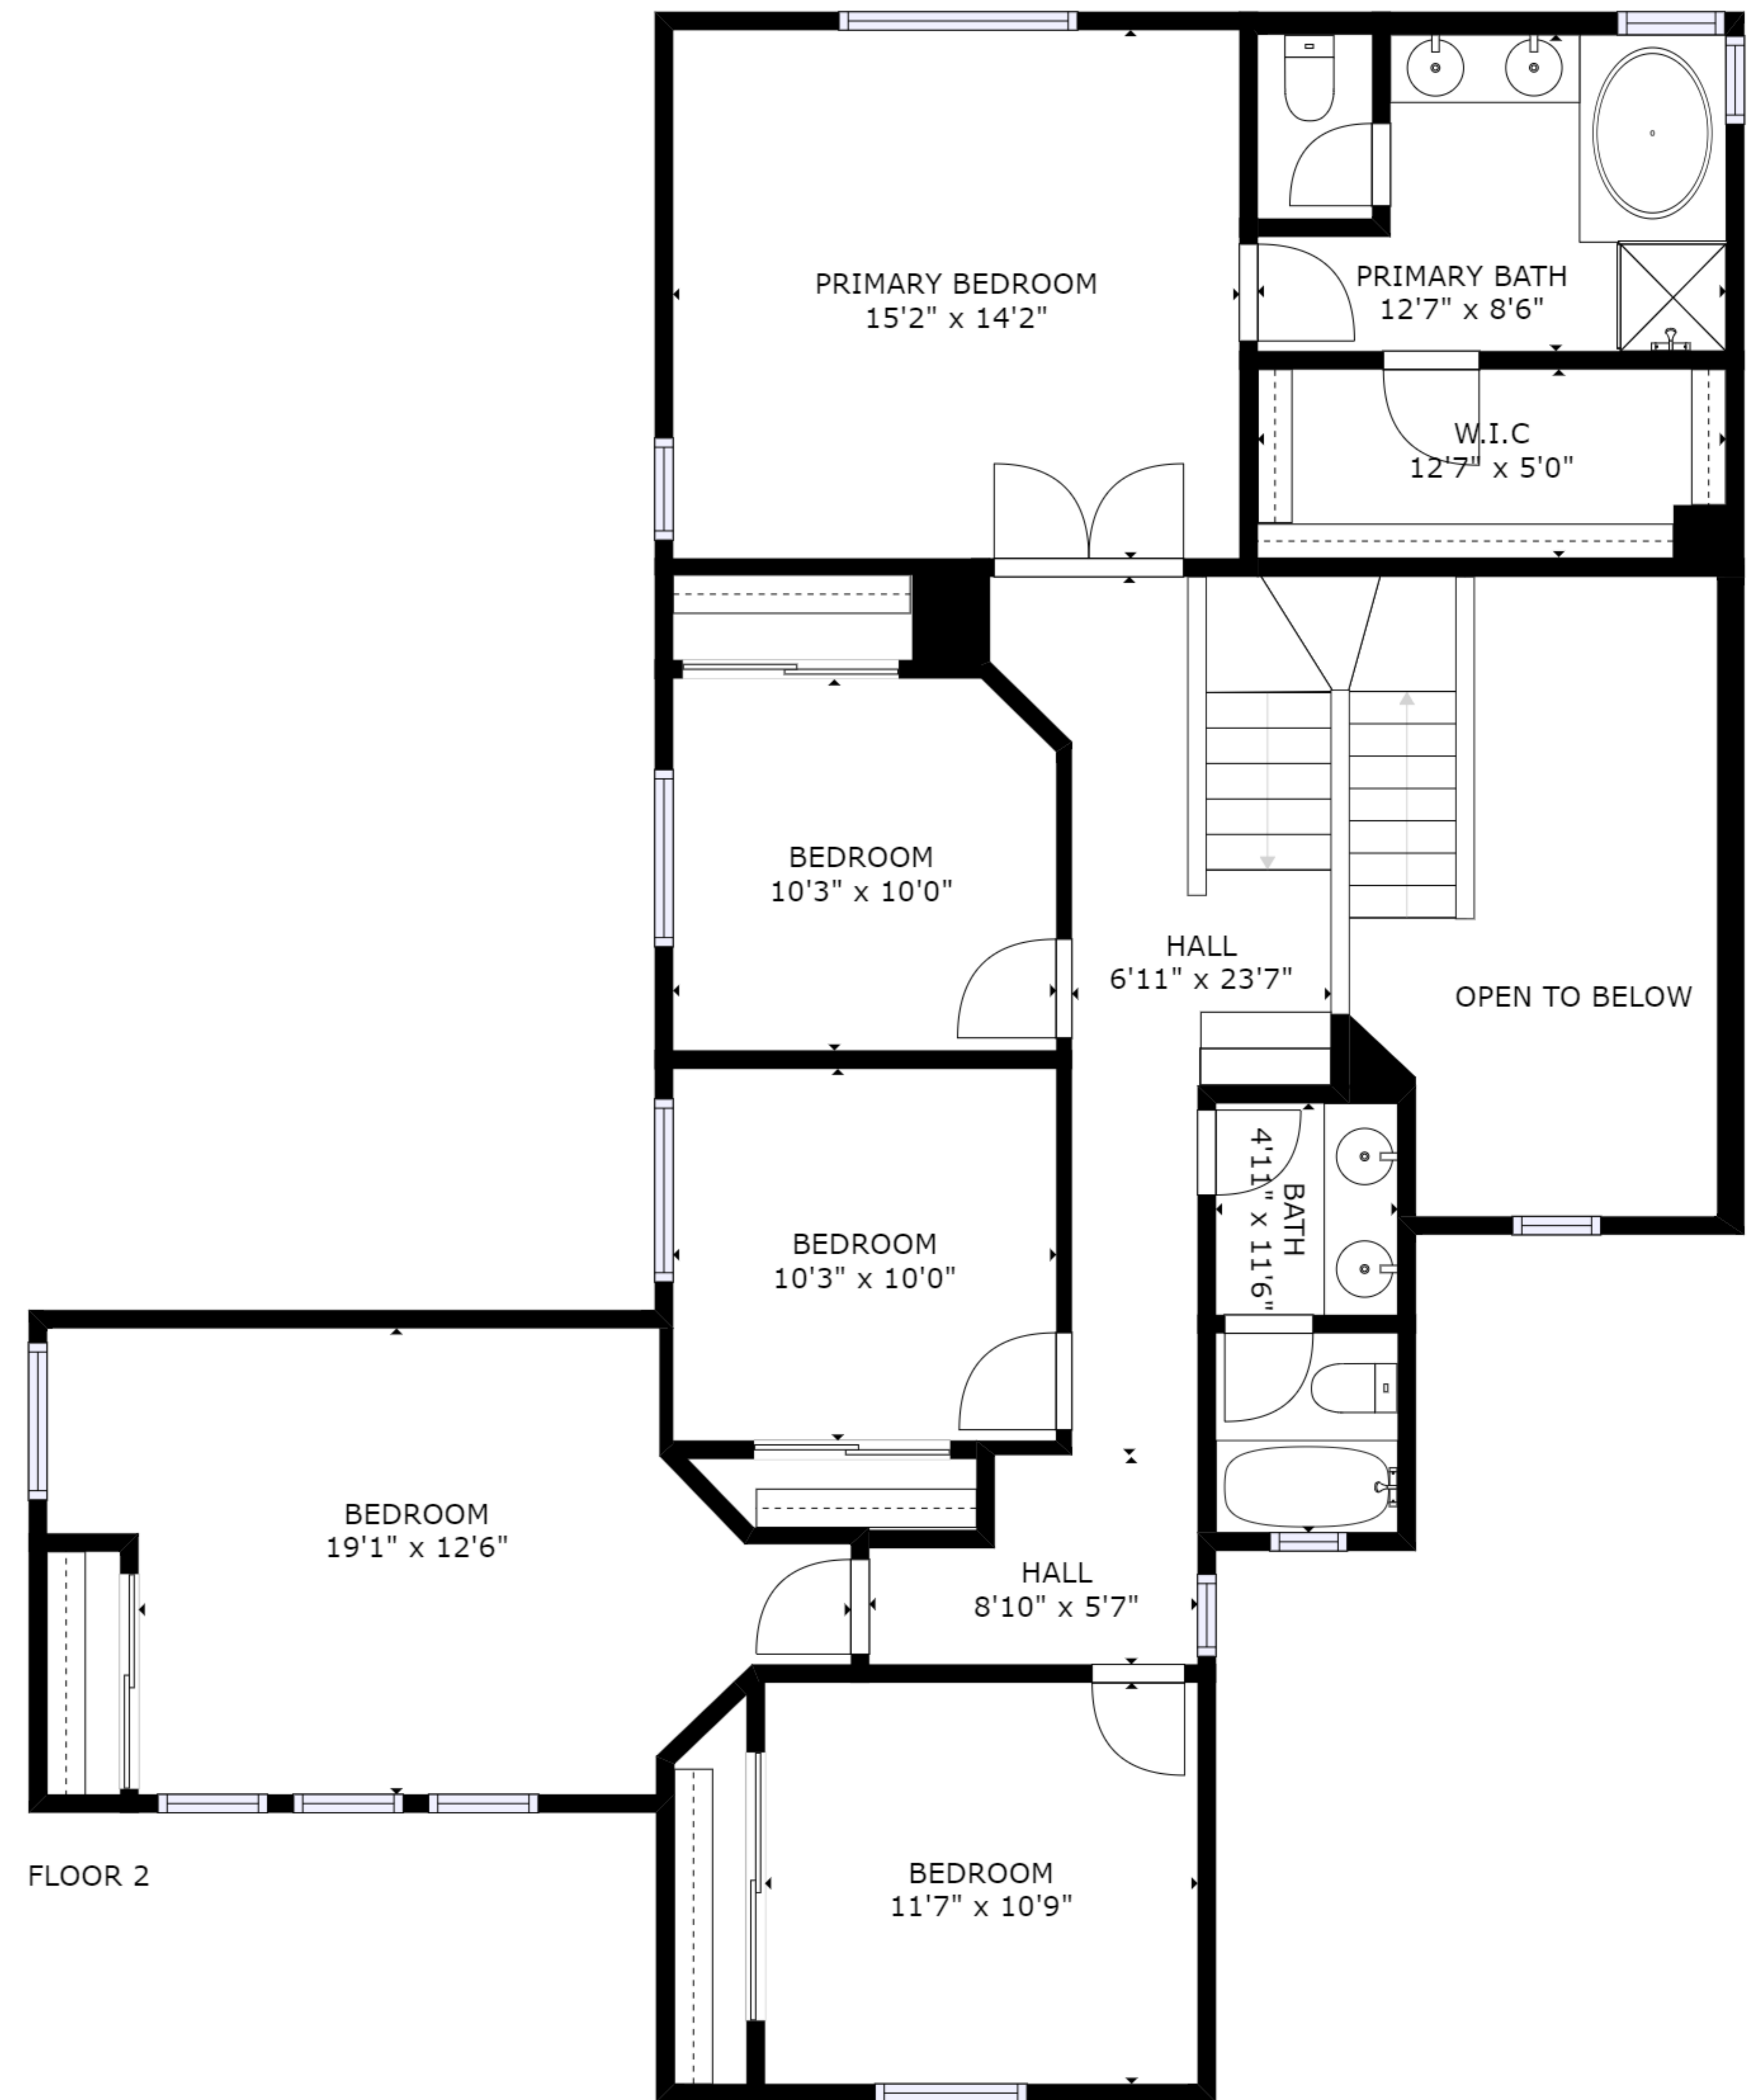 PRIMARY BEDROOM
15'2" x 14'2"
PRIMARY BATH
12'7" x 8'6"
W.I.C
12'7" x 5'0"
BEDROOM
10'3" x 10'0"
HALL
6'11" x 23'7"
OPEN TO BELOW
BATH
4'11" x 11'6"
BEDROOM
10'3" x 10'0"
BEDROOM
19'1" x 12'6"
HALL
8'10" x 5'7"
FLOOR 2
BEDROOM
11'7" x 10'9"